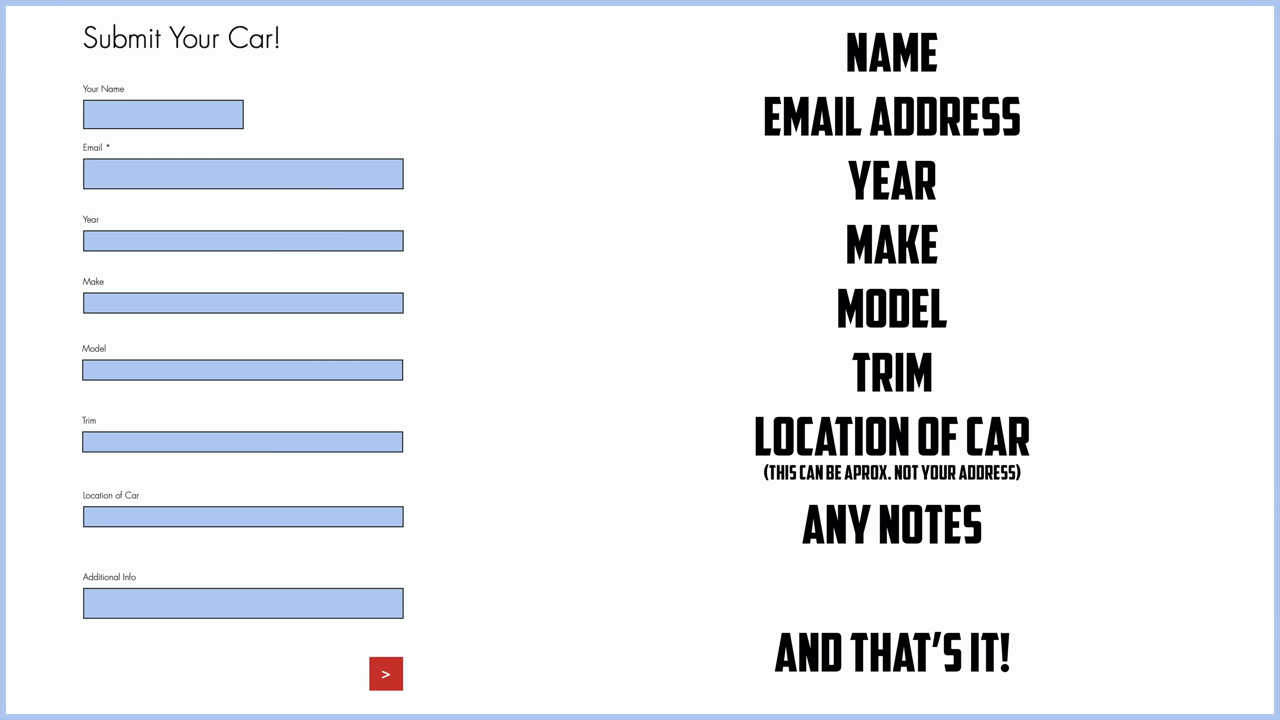 Submit Your Car!
Your Name
Email *
Year
Make
Model
Trim
Location of Car
Additional Info
>
NAME
EMAIL ADDRESS
YEAR
MAKE
MODEL
TRIM
LOCATION OF CAR
(THIS CAN BE APROX. NOT YOUR ADDRESS)
ANY NOTES
AND THAT'S IT!